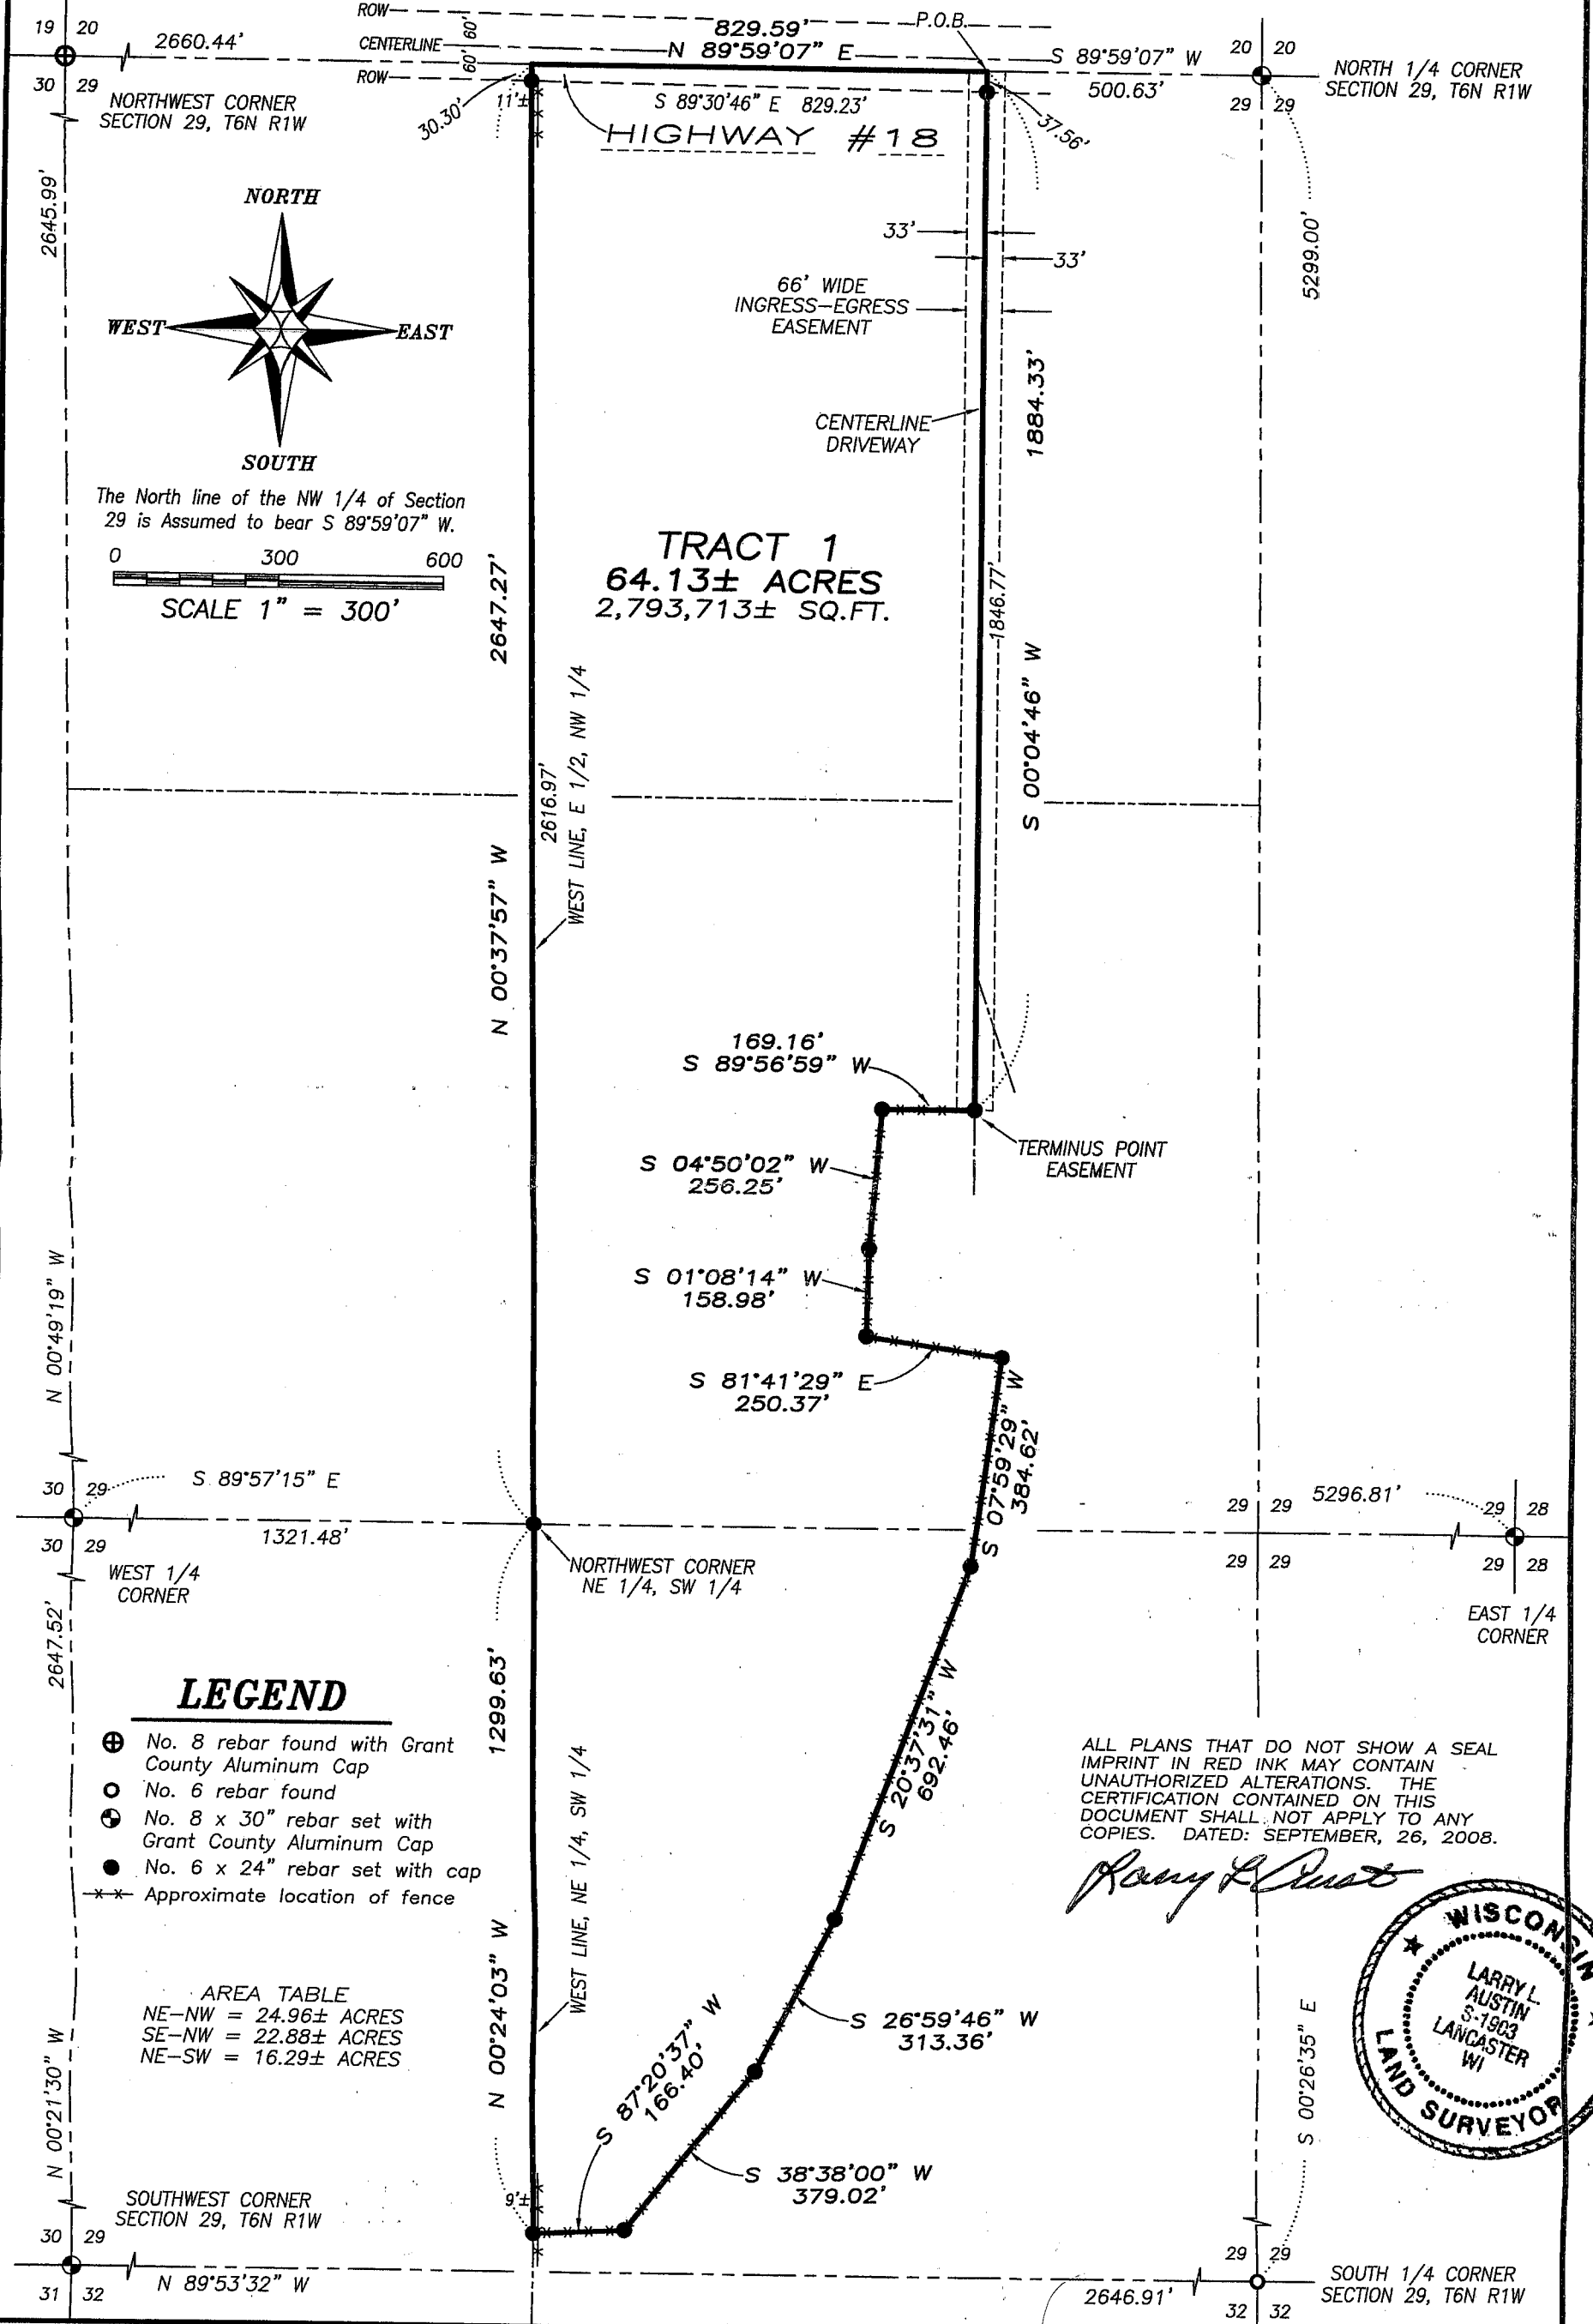 ROW
829.59'
P.O.B.
60'
60'
19 20
2660.44'
CENTERLINE
N 89°59'07" E
S 89°59'07" W
20 20
NORTH 1/4 CORNER
SECTION 29, T6N R1W
30 29
ROW
500.63'
29 29
NORTHWEST CORNER
SECTION 29, T6N R1W
11'±
S 89°30'46" E 829.23'
30.30'
37.56'
HIGHWAY #18
2645.99'
5299.00'
NORTH
WEST
EAST
SOUTH
33'
33'
66' WIDE
INGRESS-EGRESS
EASEMENT
1884.33'
CENTERLINE
DRIVEWAY
The North line of the NW 1/4 of Section
29 is Assumed to bear S 89°59'07" W.
0 300 600
SCALE 1" = 300'
2647.27'
TRACT 1
64.13± ACRES
2,793,713± SQ.FT.
1846.77'
S 00°04'46" W
2616.97'
WEST LINE, E 1/2, NW 1/4
N 00°37'57" W
169.16'
S 89°56'59" W
TERMINUS POINT
EASEMENT
S 04°50'02" W
256.25'
S 01°08'14" W
158.98'
N 00°49'19" W
S 81°41'29" E
250.37'
S 07°59'29" W
384.62'
30 29
S 89°57'15" E
1321.48'
30 29
WEST 1/4
CORNER
NORTHWEST CORNER
NE 1/4, SW 1/4
29 29
5296.81'
29 28
29 29
29 28
EAST 1/4
CORNER
2647.52'
1299.63'
S 20°37'31" W
692.46'
LEGEND
No. 8 rebar found with Grant
County Aluminum Cap
No. 6 rebar found
No. 8 x 30" rebar set with
Grant County Aluminum Cap
No. 6 x 24" rebar set with cap
Approximate location of fence
WEST LINE, NE 1/4, SW 1/4
N 00°24'03" W
ALL PLANS THAT DO NOT SHOW A SEAL
IMPRINT IN RED INK MAY CONTAIN
UNAUTHORIZED ALTERATIONS. THE
CERTIFICATION CONTAINED ON THIS
DOCUMENT SHALL NOT APPLY TO ANY
COPIES. DATED: SEPTEMBER, 26, 2008.
WISCONSIN
LARRY L.
AUSTIN
S-1903
LANCASTER
WI
LAND SURVEYOR
AREA TABLE
NE-NW = 24.96± ACRES
SE-NW = 22.88± ACRES
NE-SW = 16.29± ACRES
S 26°59'46" W
313.36'
S 87°20'37" W
166.40'
S 38°38'00" W
379.02'
S 00°26'35" E
N 00°21'30" W
9'±
SOUTHWEST CORNER
SECTION 29, T6N R1W
30 29
31 32
N 89°53'32" W
2646.91'
29 29
32 32
SOUTH 1/4 CORNER
SECTION 29, T6N R1W